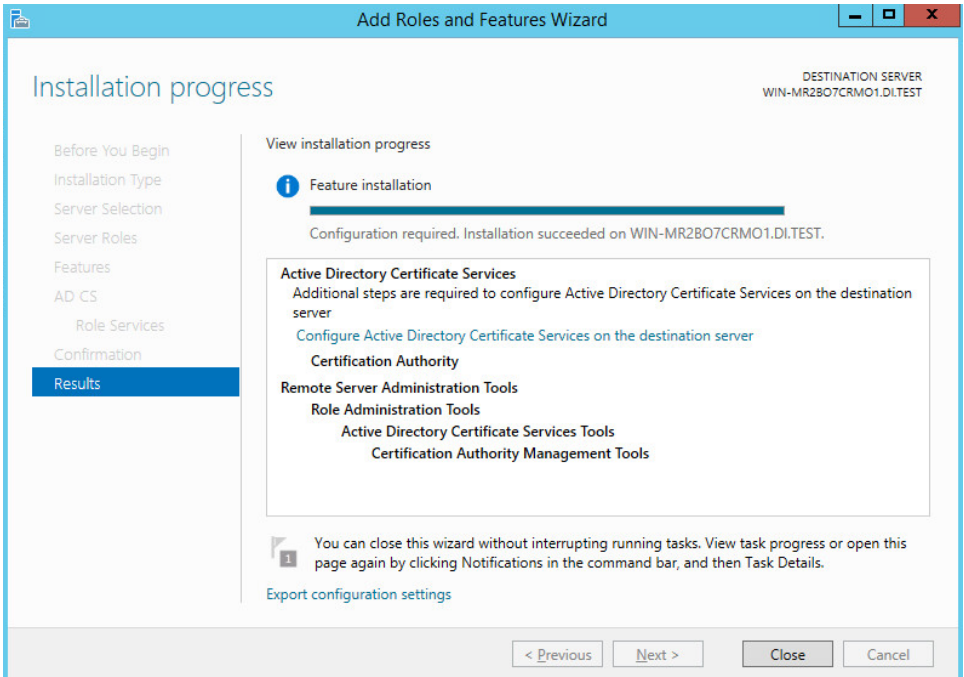 Add Roles and Features Wizard
Installation progress
DESTINATION SERVER
WIN-MR2BO7CRMO1.DI.TEST
Before You Begin
Installation Type
Server Selection
Server Roles
Features
AD CS
Role Services
Confirmation
Results
View installation progress
Feature installation
Configuration required. Installation succeeded on WIN-MR2BO7CRMO1.DI.TEST.
Active Directory Certificate Services
Additional steps are required to configure Active Directory Certificate Services on the destination
server
Configure Active Directory Certificate Services on the destination server
Certification Authority
Remote Server Administration Tools
Role Administration Tools
Active Directory Certificate Services Tools
Certification Authority Management Tools
1
You can close this wizard without interrupting running tasks. View task progress or open this
page again by clicking Notifications in the command bar, and then Task Details.
Export configuration settings
< Previous
Next >
Close
Cancel